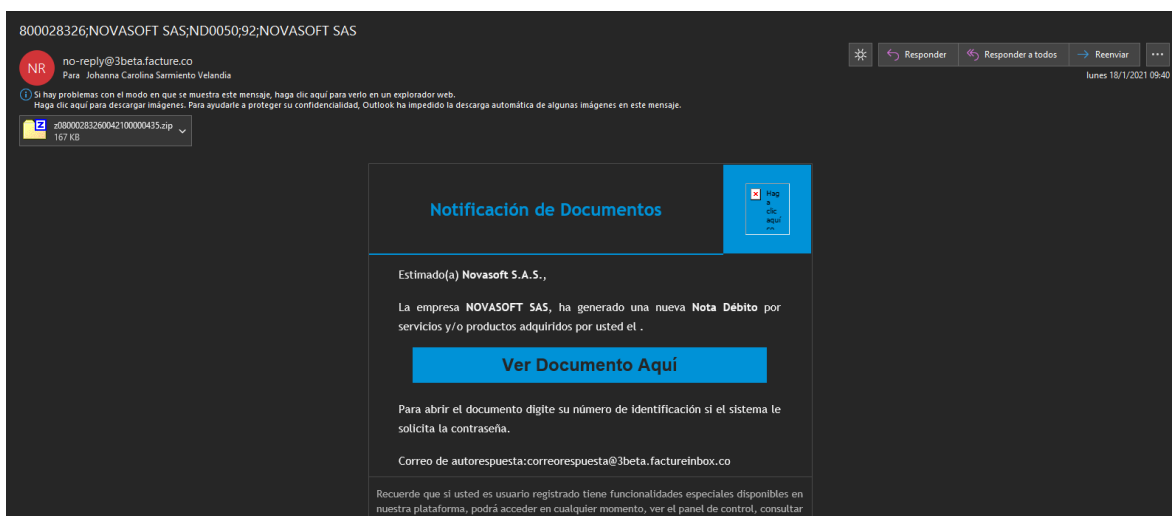 800028326;NOVASOFT SAS;ND0050;92;NOVASOFT SAS
NR
no-reply@3beta.facture.co
Para Johanna Carolina Sarmiento Velandia
Responder
Responder a todos
Reenviar
lunes 18/1/2021 09:40
Si hay problemas con el modo en que se muestra este mensaje, haga clic aquí para verlo en un explorador web.
Haga clic aquí para descargar imágenes. Para ayudarle a proteger su confidencialidad, Outlook ha impedido la descarga automática de algunas imágenes en este mensaje.
z08000283260042100000435.zip
167 KB
Notificación de Documentos
Hag
a
clic
aquí
Estimado(a) Novasoft S.A.S.,
La empresa NOVASOFT SAS, ha generado una nueva Nota Débito por
servicios y/o productos adquiridos por usted el .
Ver Documento Aquí
Para abrir el documento digite su número de identificación si el sistema le
solicita la contraseña.
Correo de autorespuesta:correorespuesta@3beta.factureinbox.co
Recuerde que si usted es usuario registrado tiene funcionalidades especiales disponibles en
nuestra plataforma, podrá acceder en cualquier momento, ver el panel de control, consultar